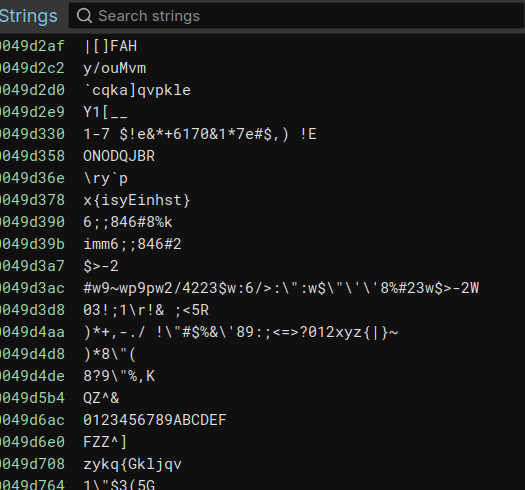 Strings Search strings
0049d2af |[]FAH
0049d2c2 y/ouMvm
0049d2d0 `cqka]qvpkle
0049d2e9 Y1[__
0049d330 1-7 $!e&*+6170&1*7e#$,) !E
0049d358 ONODQJBR
0049d36e \ry`p
0049d378 x{isyEinhst}
0049d390 6;;846#8%k
0049d39b imm6;;846#2
0049d3a7 $>-2
0049d3ac #w9~wp9pw2/4223$w:6/>:\":w$\"\'\'8%#23w$>-2W
0049d3d8 03!;1\r!& ;<5R
0049d4aa )*+,-./ !\"#$%&\'89:;<=>?012xyz{|}~
0049d4d8 )*8\"(
0049d4de 8?9\"%,K
0049d5b4 QZ^&
0049d6ac 0123456789ABCDEF
0049d6e0 FZZ^]
0049d708 zykq{Gkljqv
0049d764 1\"$3(5G